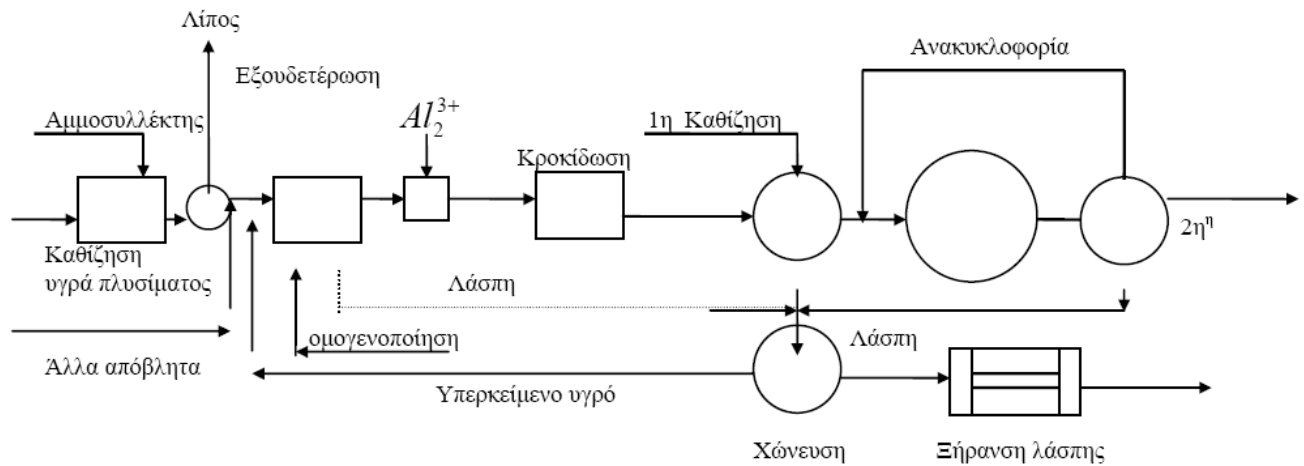 Λίπος
Ανακυκλοφορία
Εξουδετέρωση
Αμμοσυλλέκτης
Al₂³⁺
1η Καθίζηση
Κροκίδωση
2ηη
Καθίζηση
υγρά πλυσίματος
Λάσπη
ομογενοποίηση
Λάσπη
Άλλα απόβλητα
Υπερκείμενο υγρό
Χώνευση
Ξήρανση λάσπης